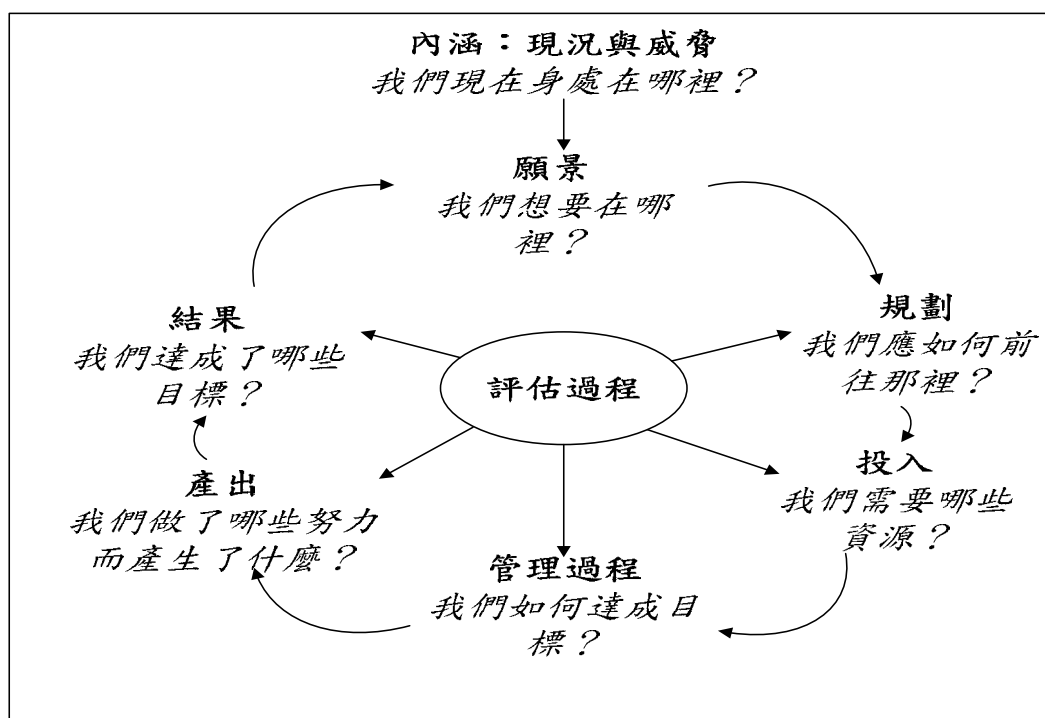 內涵：現況與威脅
我們現在身處在哪裡？
願景
我們想要在哪
裡？
規劃
我們應如何前
往那裡？
投入
我們需要哪些
資源？
管理過程
我們如何達成目
標？
產出
我們做了哪些努力
而產生了什麼？
結果
我們達成了哪些
目標？
評估過程